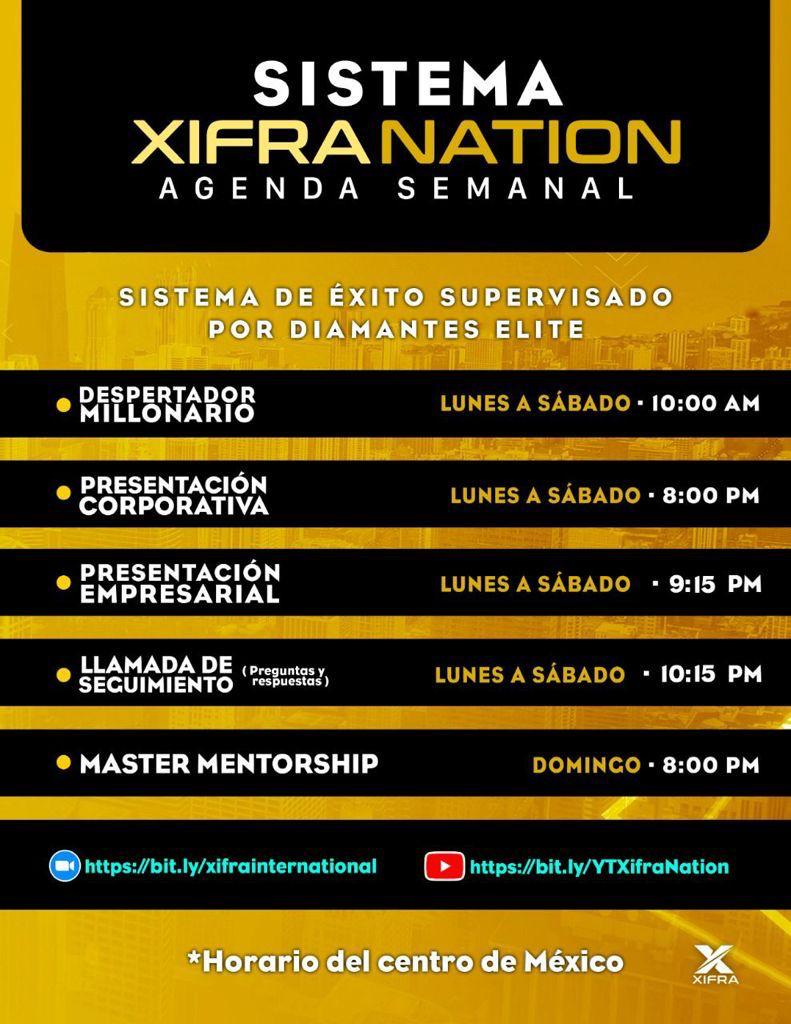 SISTEMA
XIFRANATION
AGENDA SEMANAL
SISTEMA DE ÉXITO SUPERVISADO
POR DIAMANTES ELITE
DESPERTADOR
MILLONARIO
LUNES A SÁBADO · 10:00 AM
PRESENTACIÓN
CORPORATIVA
LUNES A SÁBADO · 8:00 PM
PRESENTACIÓN
EMPRESARIAL
LUNES A SÁBADO · 9:15 PM
LLAMADA DE
SEGUIMIENTO
(Preguntas y
respuestas)
LUNES A SÁBADO · 10:15 PM
MASTER MENTORSHIP
DOMINGO · 8:00 PM
https://bit.ly/xifrainternational
https://bit.ly/YTXifraNation
*Horario del centro de México
XIFRA